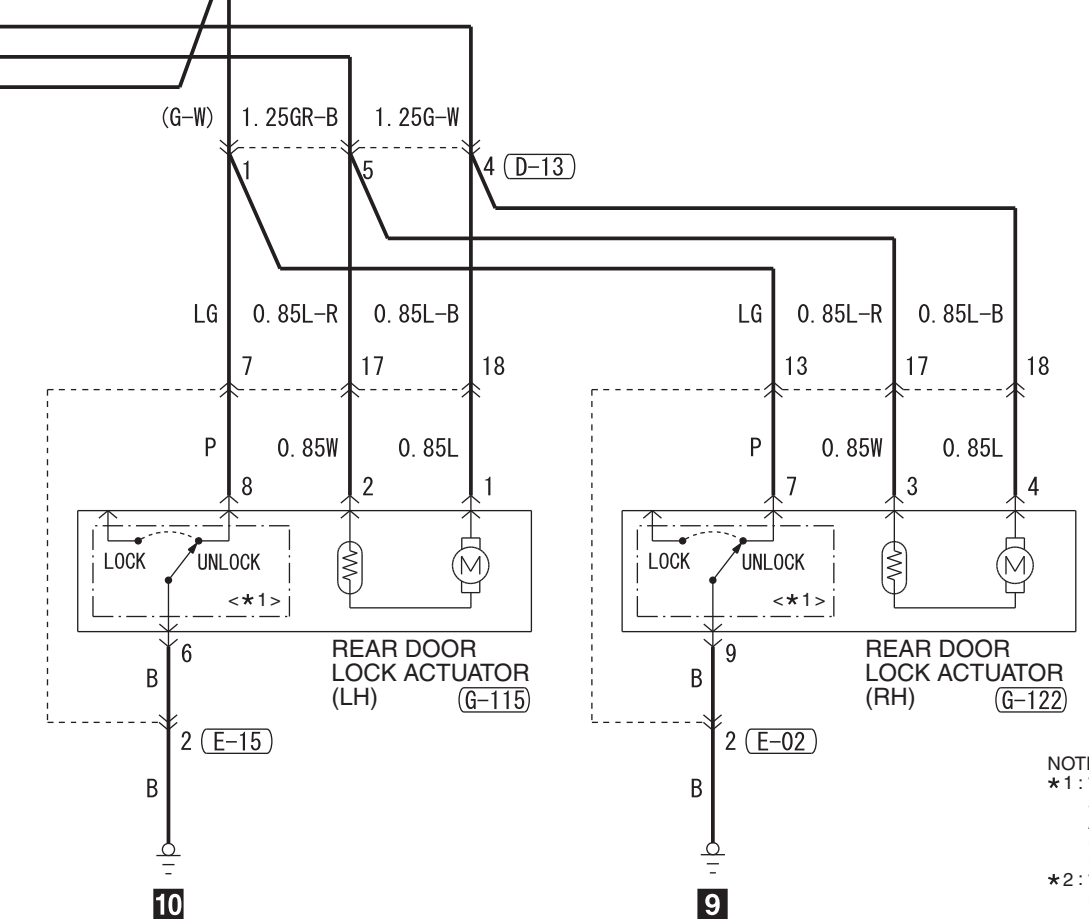 (G-W) 1.25GR-B 1.25G-W
1 5 4 D-13
LG 0.85L-R 0.85L-B LG 0.85L-R 0.85L-B
7 17 18 13 17 18
P 0.85W 0.85L P 0.85W 0.85L
8 2 1 7 3 4
LOCK UNLOCK M LOCK UNLOCK M
<*1> <*1>
6 REAR DOOR 9 REAR DOOR
LOCK ACTUATOR LOCK ACTUATOR
B (LH) G-115 B (RH) G-122
2 E-15 2 E-02
*1:
B B
*2:
10 9